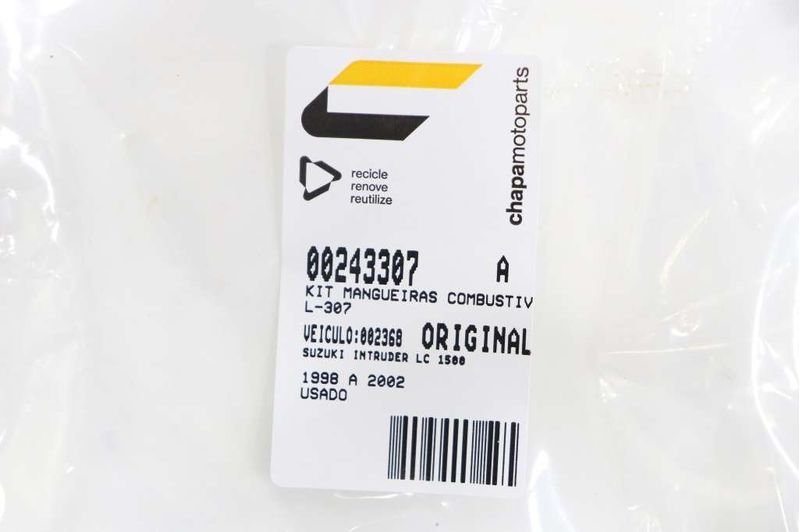 chapamotoparts
recicle
renove
reutilize
00243307 A
KIT MANGUEIRAS COMBUSTIV
L-307
VEICULO:002368 ORIGINAL
SUZUKI INTRUDER LC 1500
1998 A 2002
USADO